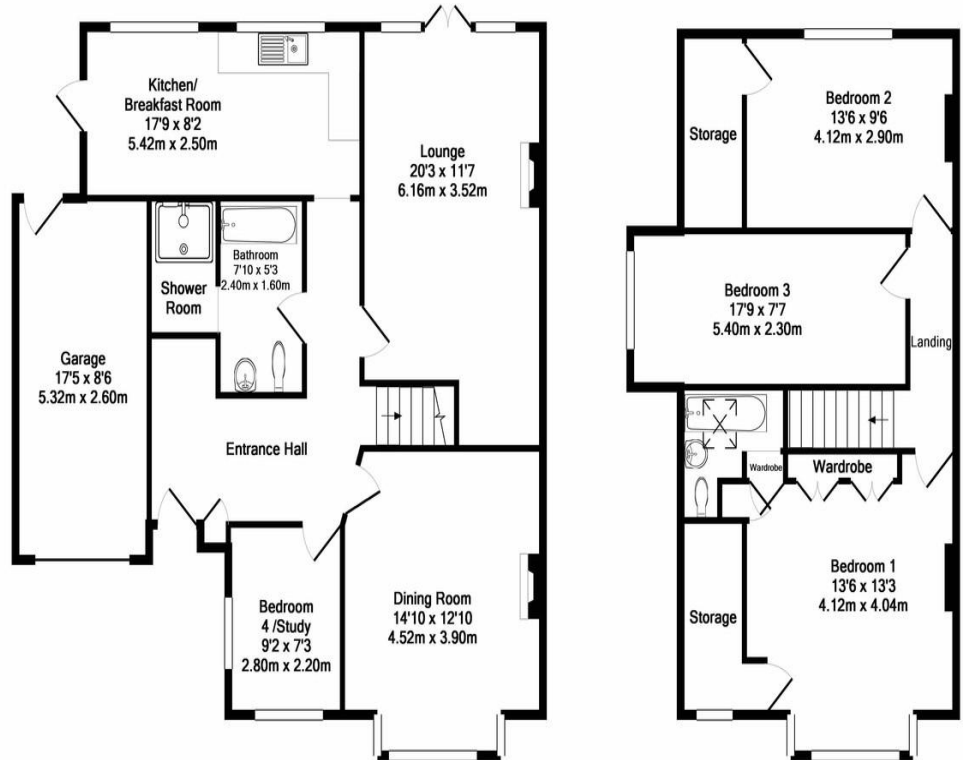 Kitchen/
Breakfast Room
17'9 x 8'2
5.42m x 2.50m
Lounge
20'3 x 11'7
6.16m x 3.52m
Bathroom
7'10 x 5'3
2.40m x 1.60m
Shower
Room
Garage
17'5 x 8'6
5.32m x 2.60m
Entrance Hall
Bedroom
4 /Study
9'2 x 7'3
2.80m x 2.20m
Dining Room
14'10 x 12'10
4.52m x 3.90m
Storage
Bedroom 2
13'6 x 9'6
4.12m x 2.90m
Bedroom 3
17'9 x 7'7
5.40m x 2.30m
Landing
Wardrobe
Wardrobe
Bedroom 1
13'6 x 13'3
4.12m x 4.04m
Storage